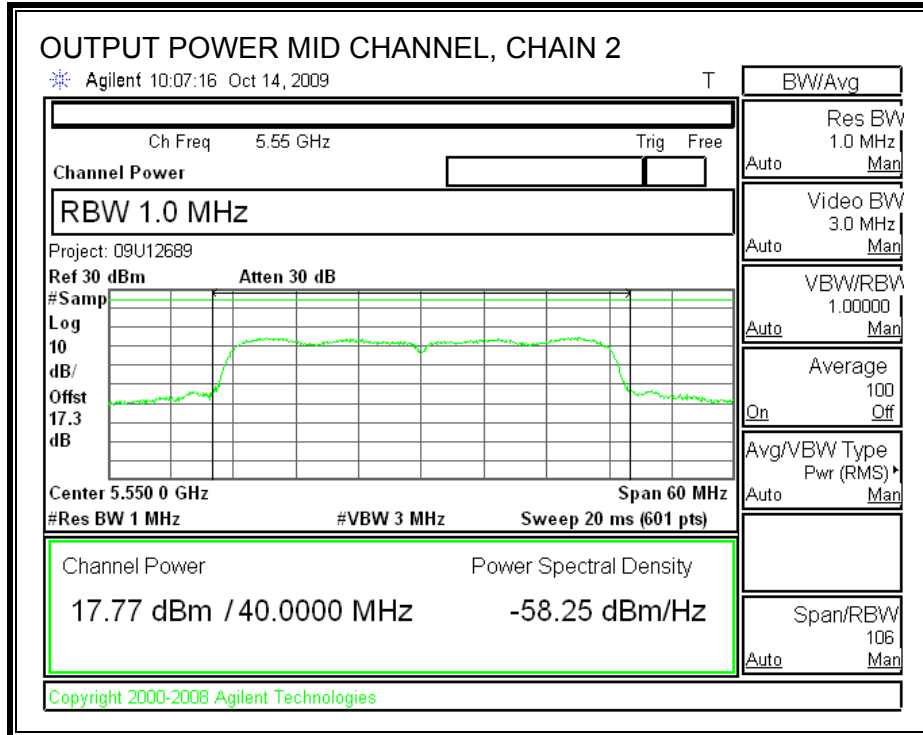 OUTPUT POWER MID CHANNEL, CHAIN 2
Agilent 10:07:16 Oct 14, 2009 T
BW/Avg
Ch Freq 5.55 GHz Trig Free
Channel Power
RBW 1.0 MHz
Project: 09U12689
Ref 30 dBm Atten 30 dB
#Samp
Log
10
dB/
Offst
17.3
dB
Center 5.550 0 GHz Span 60 MHz
#Res BW 1 MHz #VBW 3 MHz Sweep 20 ms (601 pts)
Channel Power Power Spectral Density
17.77 dBm / 40.0000 MHz -58.25 dBm/Hz
Copyright 2000-2008 Agilent Technologies
Res BW
1.0 MHz
Auto Man
Video BW
3.0 MHz
Auto Man
VBW/RBW
1.00000
Auto Man
Average
100
On Off
Avg/VBW Type
Pwr (RMS)
Auto Man
Span/RBW
106
Auto Man